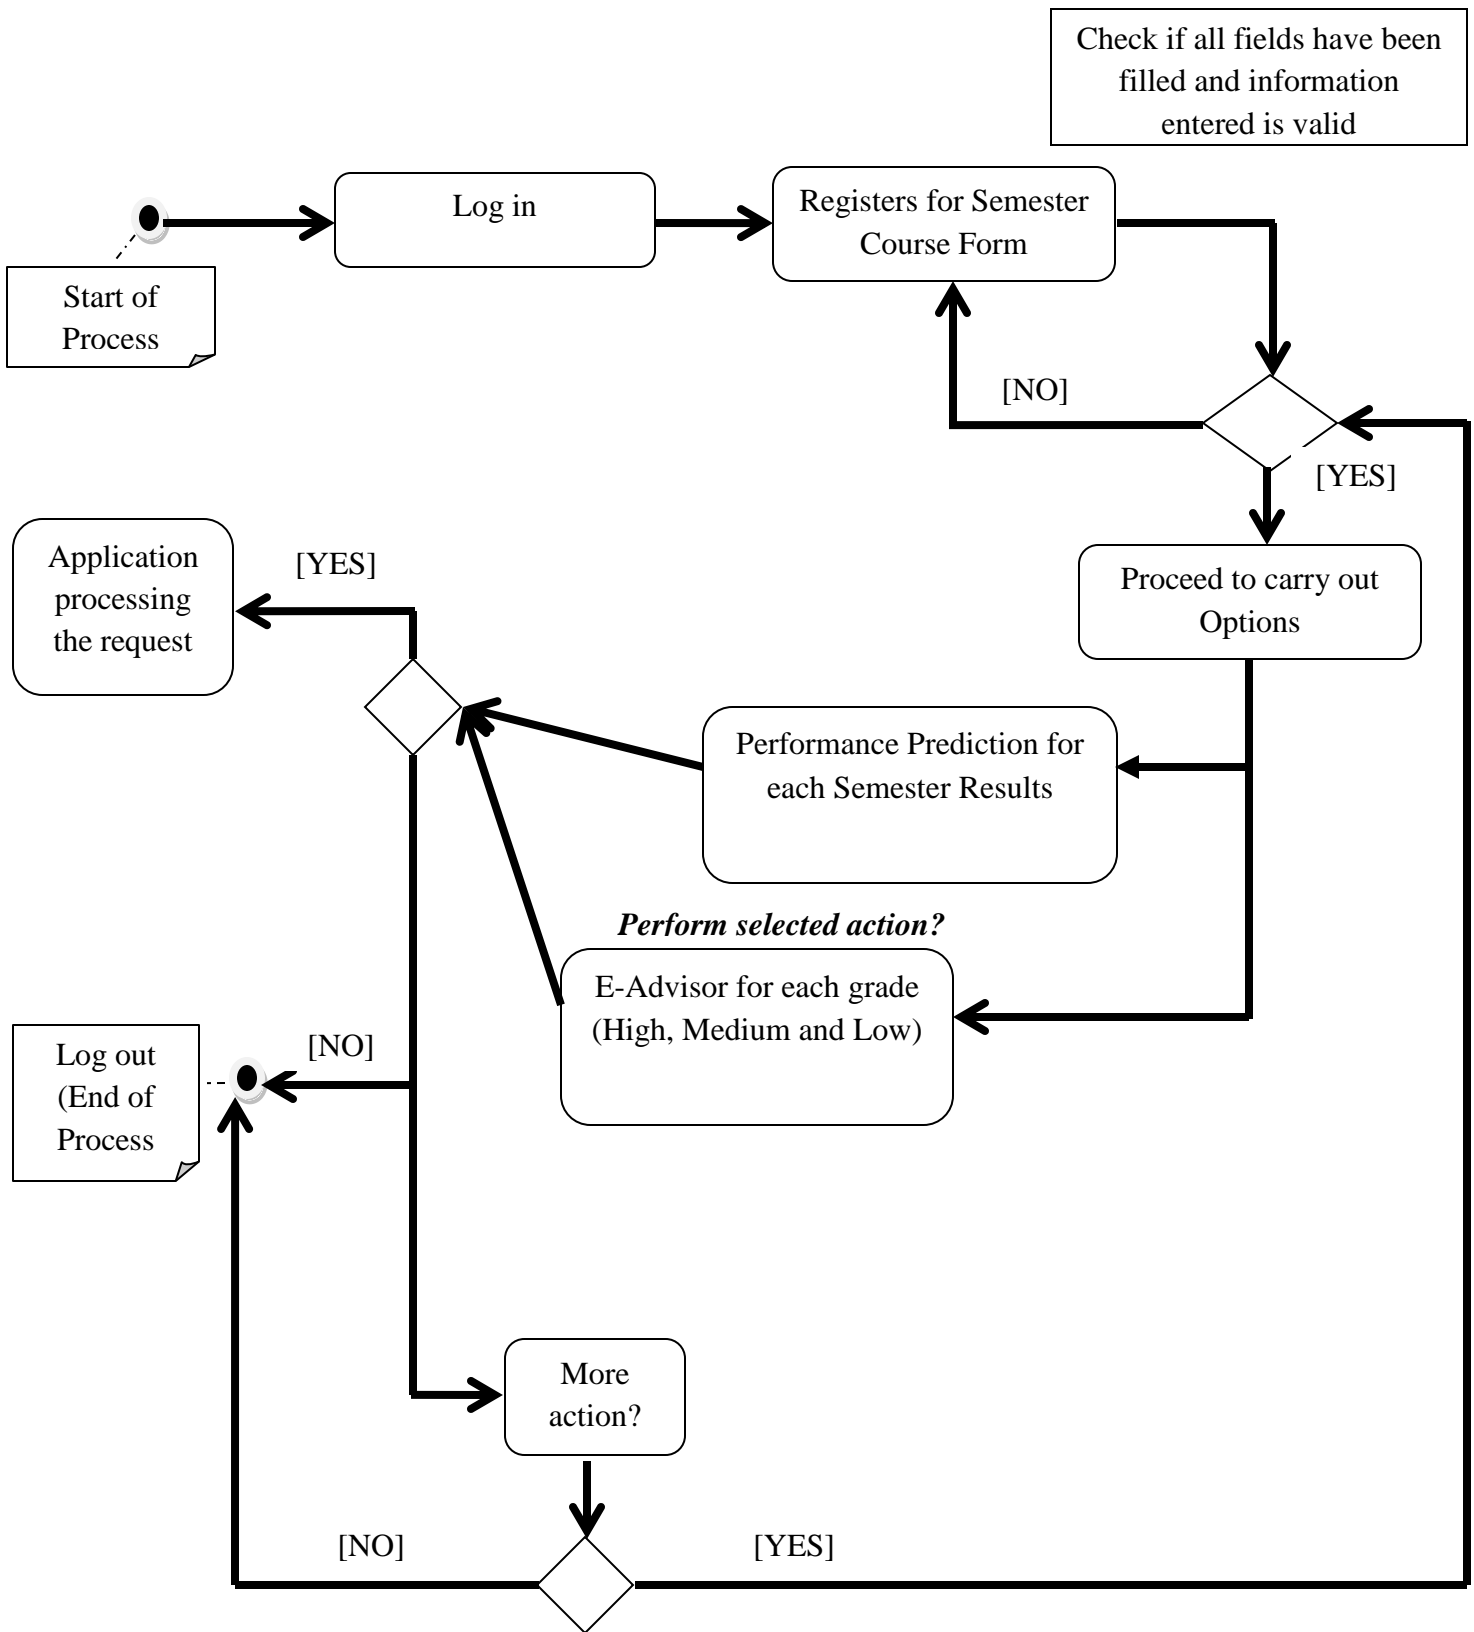 Check if all fields have been
filled and information
entered is valid
Log in
Registers for Semester
Course Form
Start of
Process
[NO]
[YES]
Application
processing
the request
[YES]
Proceed to carry out
Options
Performance Prediction for
each Semester Results
Perform selected action?
E-Advisor for each grade
(High, Medium and Low)
Log out
(End of
Process
[NO]
More
action?
[NO]
[YES]